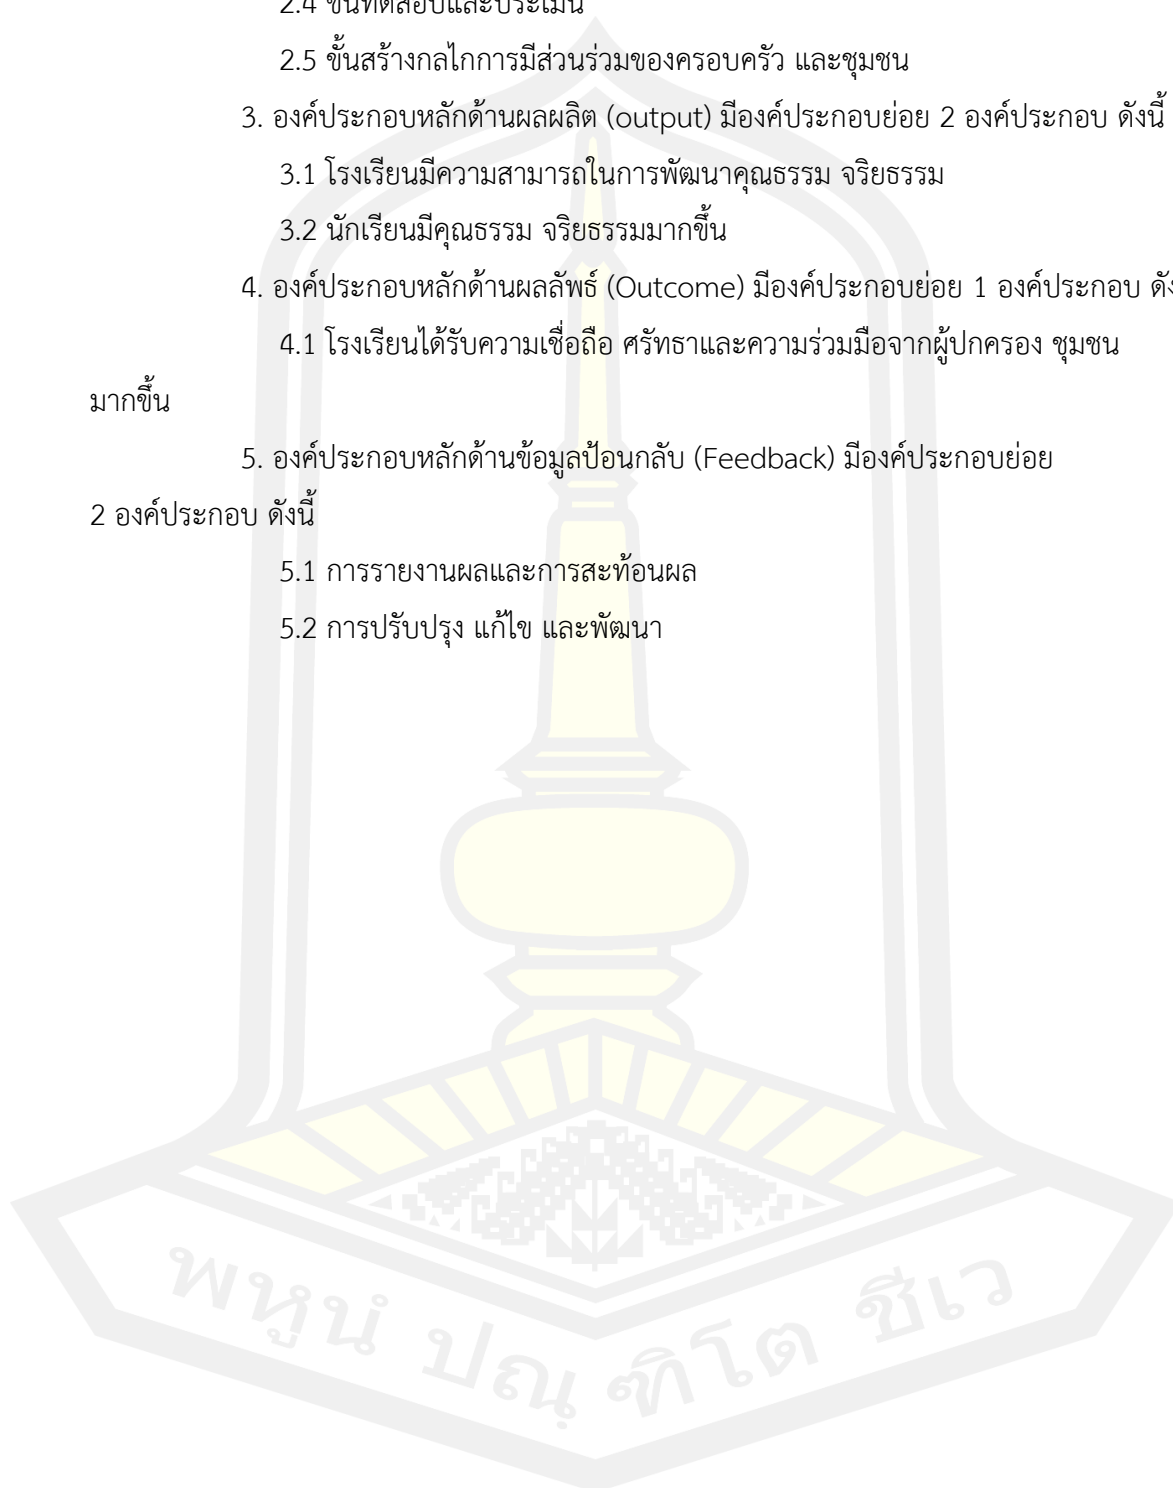 2.4 ขั้นทดสอบและประเมิน
2.5 ขั้นสร้างกลไกการมีส่วนร่วมของครอบครัว และชุมชน
3. องค์ประกอบหลักด้านผลผลิต (output) มีองค์ประกอบย่อย 2 องค์ประกอบ ดังนี้
3.1 โรงเรียนมีความสามารถในการพัฒนาคุณธรรม จริยธรรม
3.2 นักเรียนมีคุณธรรม จริยธรรมมากขึ้น
4. องค์ประกอบหลักด้านผลลัพธ์ (Outcome) มีองค์ประกอบย่อย 1 องค์ประกอบ
4.1 โรงเรียนได้รับความเชื่อถือ ศรัทธาและความร่วมมือจากผู้ปกครอง ชุมชน
มากขึ้น
5. องค์ประกอบหลักด้านข้อมูลป้อนกลับ (Feedback) มีองค์ประกอบย่อย
2 องค์ประกอบ ดังนี้
5.1 การรายงานผลและการสะท้อนผล
5.2 การปรับปรุง แก้ไข และพัฒนา
พหูนํ ปณฺฑิโต ชีเว